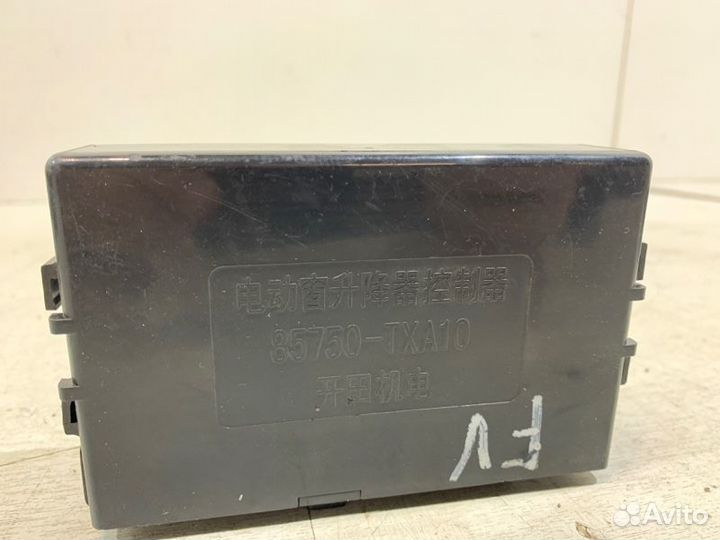 电动窗升降器控制器
85750-TXA10
开田机电
FV
Avito